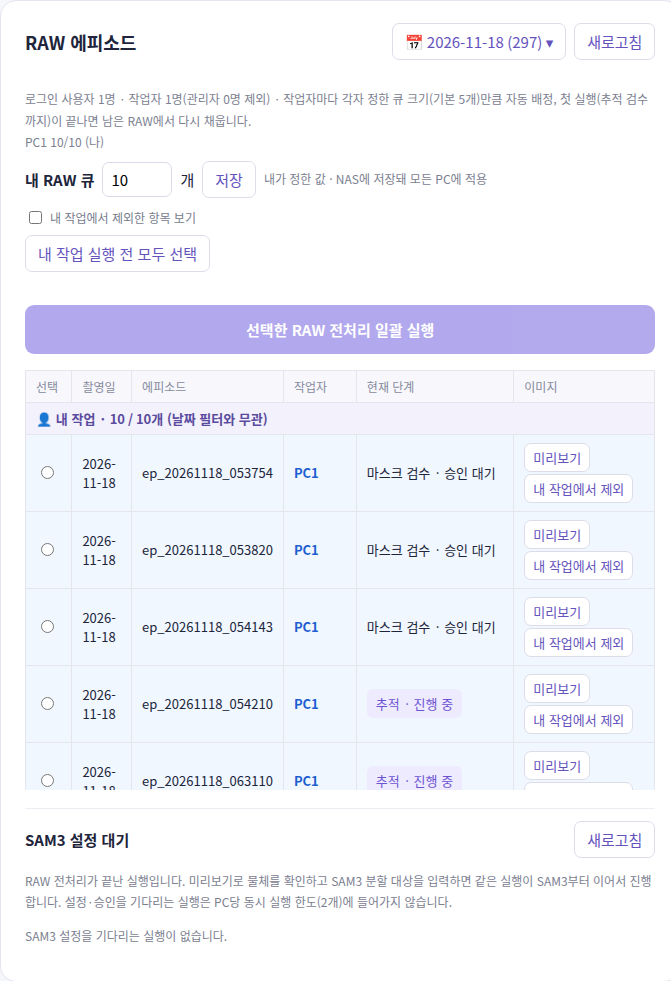 RAW 에피소드
📅 2026-11-18 (297) ▾
새로고침
로그인 사용자 1명 · 작업자 1명(관리자 0명 제외) · 작업자마다 각자 정한 큐 크기(기본 5개)만큼 자동 배정, 첫 실행(추적 검수
까지)이 끝나면 남은 RAW에서 다시 채웁니다.
PC1 10/10 (나)
내 RAW 큐 10 개 저장 내가 정한 값 · NAS에 저장돼 모든 PC에 적용
내 작업에서 제외한 항목 보기
내 작업 실행 전 모두 선택
선택한 RAW 전처리 일괄 실행
선택 촬영일 에피소드 작업자 현재 단계 이미지
👤 내 작업 · 10 / 10개 (날짜 필터와 무관)
2026-
11-18
ep_20261118_053754
PC1
마스크 검수 · 승인 대기
미리보기
내 작업에서 제외
2026-
11-18
ep_20261118_053820
PC1
마스크 검수 · 승인 대기
미리보기
내 작업에서 제외
2026-
11-18
ep_20261118_054143
PC1
마스크 검수 · 승인 대기
미리보기
내 작업에서 제외
2026-
11-18
ep_20261118_054210
PC1
추적 · 진행 중
미리보기
내 작업에서 제외
2026-
11-18
ep_20261118_063110
PC1
추적 · 진행 중
미리보기
SAM3 설정 대기
새로고침
RAW 전처리가 끝난 실행입니다. 미리보기로 물체를 확인하고 SAM3 분할 대상을 입력하면 같은 실행이 SAM3부터 이어서 진행
합니다. 설정·승인을 기다리는 실행은 PC당 동시 실행 한도(2개)에 들어가지 않습니다.
SAM3 설정을 기다리는 실행이 없습니다.